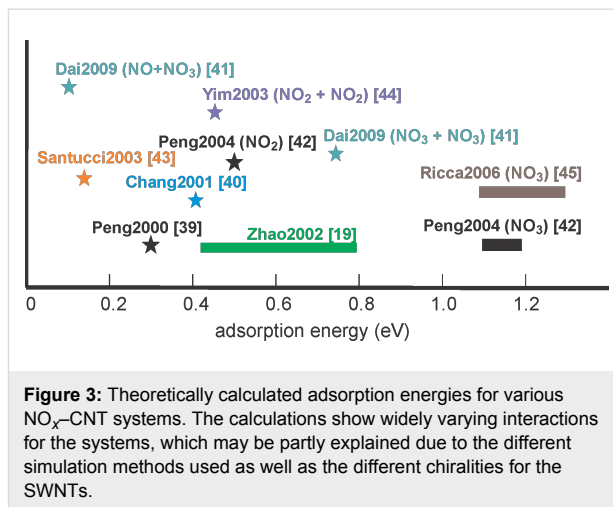 Dai2009 (NO+NO₃) [41]
Yim2003 (NO₂ + NO₂) [44]
Peng2004 (NO₂) [42]
Dai2009 (NO₃ + NO₃) [41]
Santucci2003 [43]
Ricca2006 (NO₃) [45]
Chang2001 [40]
Peng2000 [39]
Zhao2002 [19]
Peng2004 (NO₃) [42]
0 0.2 0.4 0.6 0.8 1.0 1.2
adsorption energy (eV)
Figure 3: Theoretically calculated adsorption energies for various
NOₓ–CNT systems. The calculations show widely varying interactions
for the systems, which may be partly explained due to the different
simulation methods used as well as the different chiralities for the
SWNTs.